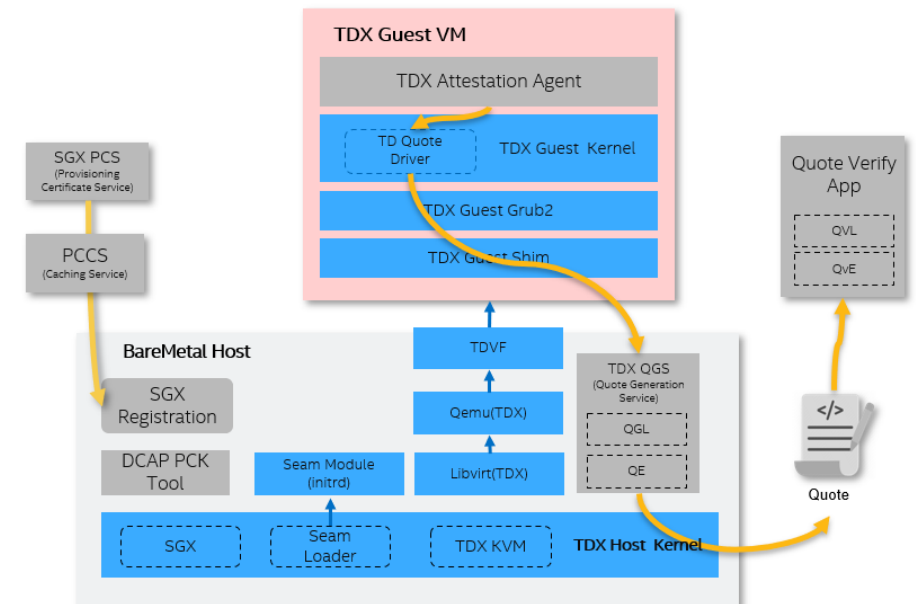 TDX Guest VM
TDX Attestation Agent
TD Quote
Driver
TDX Guest Kernel
TDX Guest Grub2
TDX Guest Shim
SGX PCS
(Provisioning
Certificate Service)
PCCS
(Caching Service)
Quote Verify
App
QVL
QvE
BareMetal Host
SGX
Registration
DCAP PCK
Tool
Seam Module
(initrd)
TDVF
Qemu(TDX)
Libvirt(TDX)
TDX QGS
(Quote Generation
Service)
QGL
QE
</>
Quote
SGX
Seam
Loader
TDX KVM
TDX Host Kernel